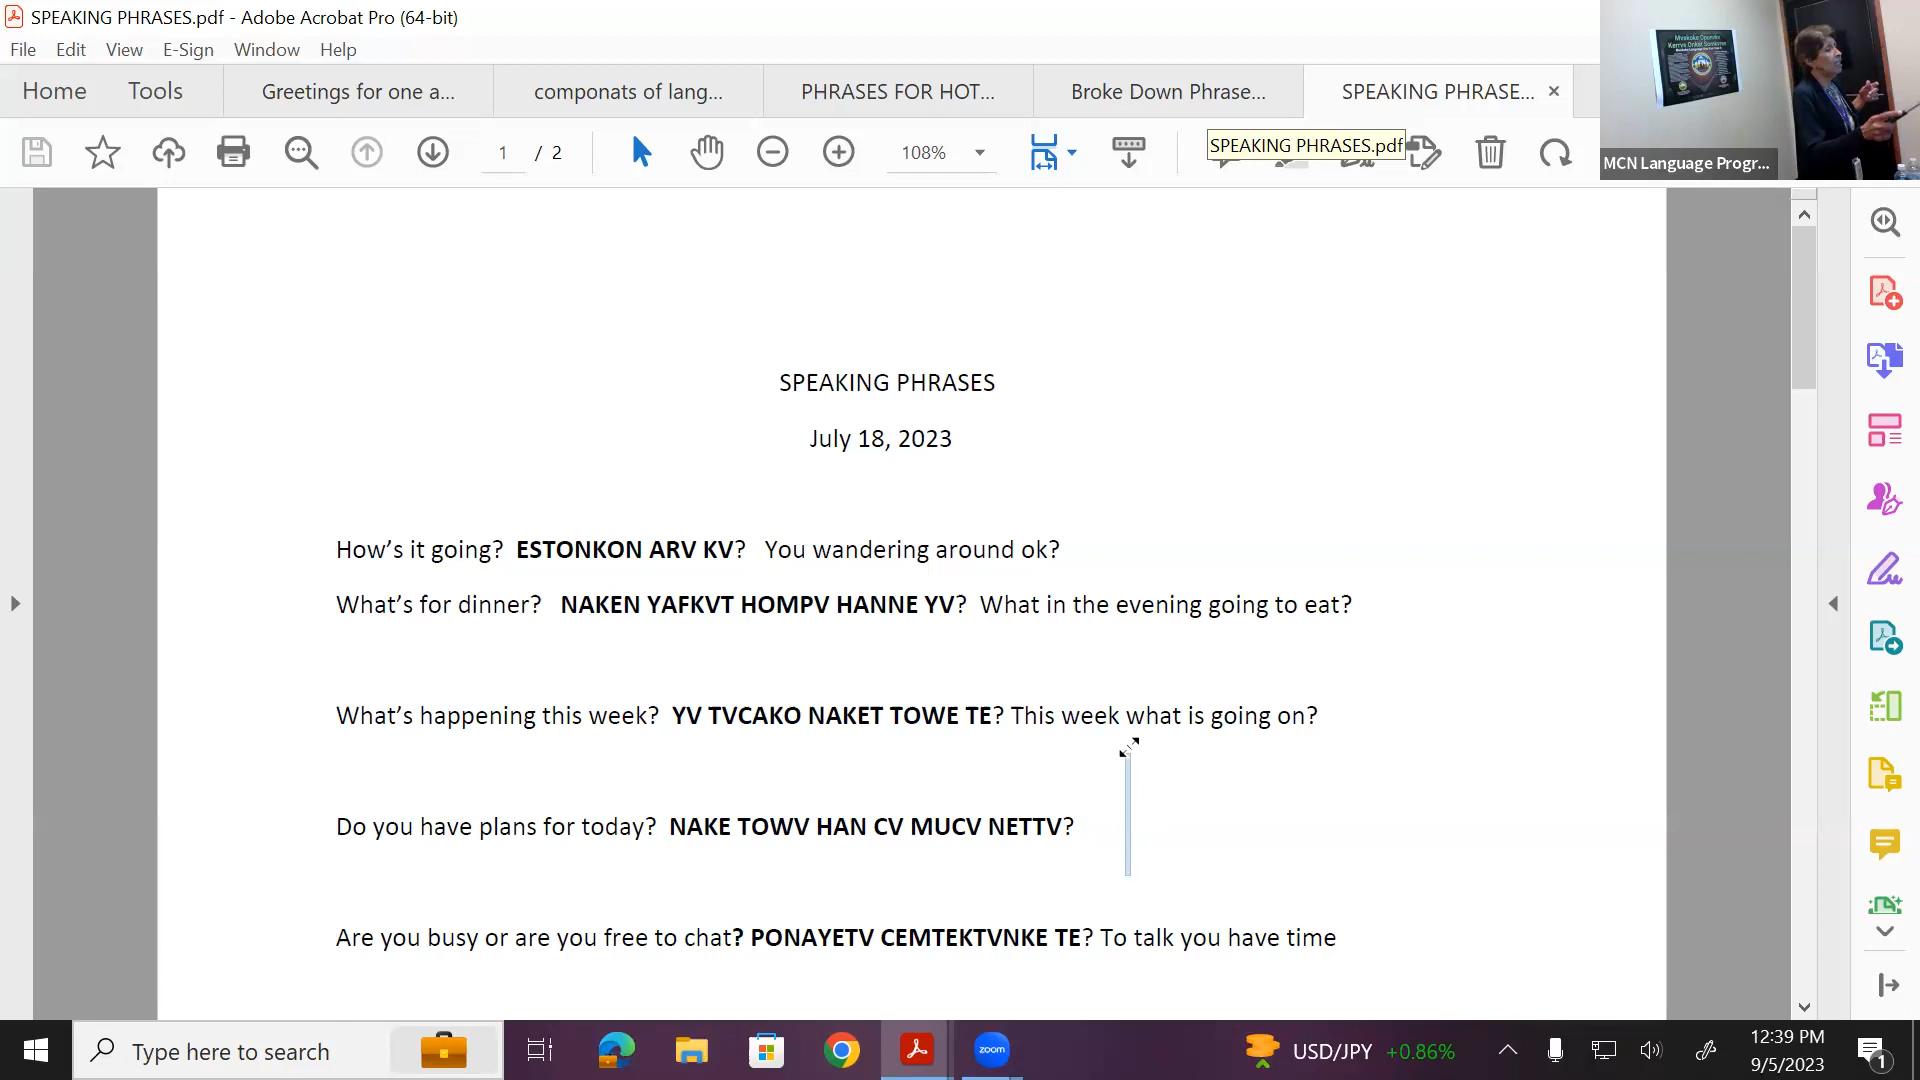 SPEAKING PHRASES.pdf - Adobe Acrobat Pro (64-bit)
File Edit View E-Sign Window Help
Home Tools Greetings for one a... componats of lang... PHRASES FOR HOT... Broke Down Phrase... SPEAKING PHRASE... ×
1 / 2 108% SPEAKING PHRASES.pdf
Mvskoke Opunvkv
MCN Language Progr...
SPEAKING PHRASES
July 18, 2023
How's it going? ESTONKON ARV KV? You wandering around ok?
What's for dinner? NAKEN YAFKVT HOMPV HANNE YV? What in the evening going to eat?
What's happening this week? YV TVCAKO NAKET TOWE TE? This week what is going on?
Do you have plans for today? NAKE TOWV HAN CV MUCV NETTV?
Are you busy or are you free to chat? PONAYETV CEMTEKTVNKE TE? To talk you have time
Type here to search zoom USD/JPY +0.86% 12:39 PM
9/5/2023 1